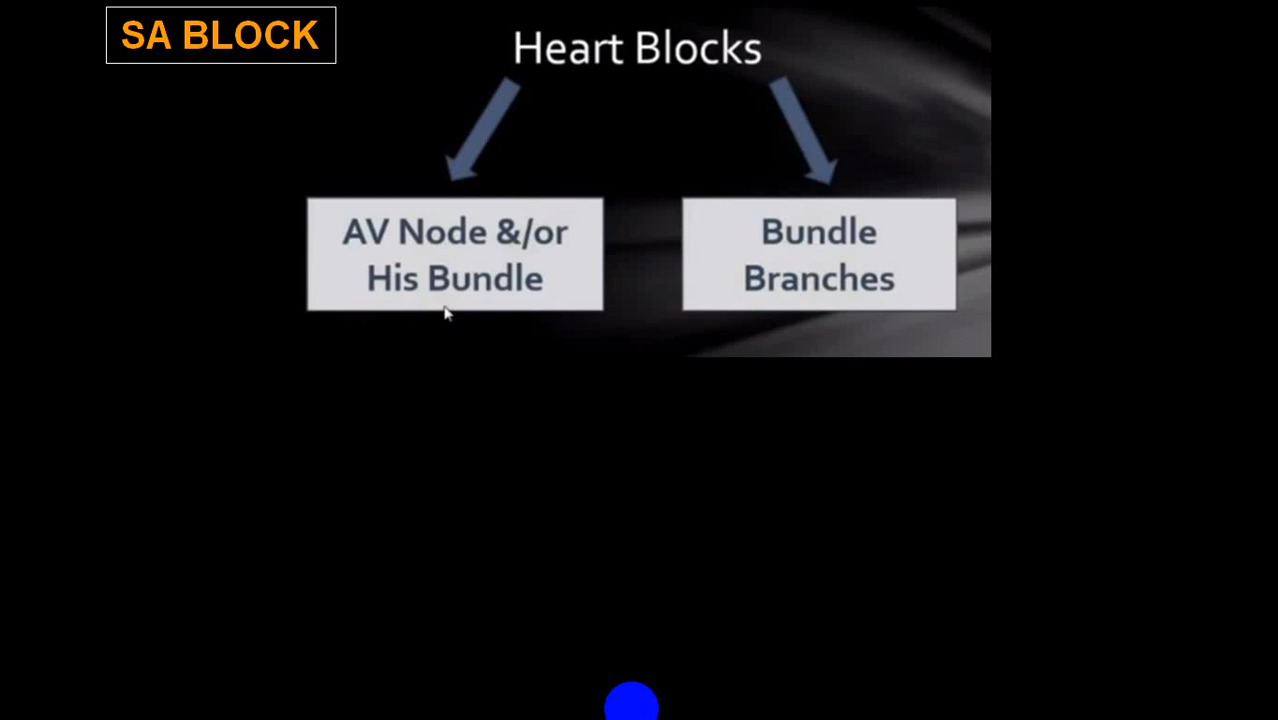 SA BLOCK
Heart Blocks
AV Node &/or
His Bundle
Bundle
Branches